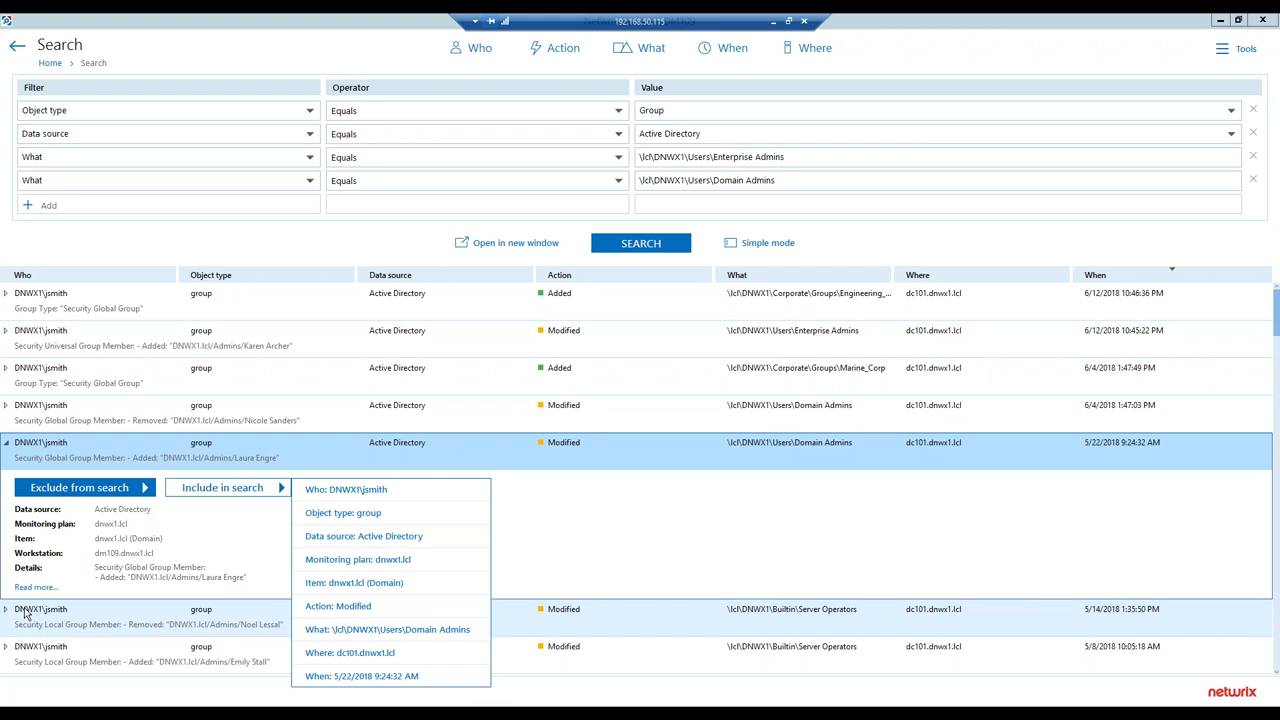 192.168.50.115
Search
Who Action What When Where
Tools
Home > Search
Filter Operator Value
Object type Equals Group
Data source Equals Active Directory
What Equals \lcl\DNWX1\Users\Enterprise Admins
What Equals \lcl\DNWX1\Users\Domain Admins
+ Add
Open in new window SEARCH Simple mode
Who Object type Data source Action What Where When
DNWX1\jsmith group Active Directory Added \lcl\DNWX1\Corporate\Groups\Engineering_... dc101.dnwx1.lcl 6/12/2018 10:46:36 PM
Group Type: "Security Global Group"
DNWX1\jsmith group Active Directory Modified \lcl\DNWX1\Users\Enterprise Admins dc101.dnwx1.lcl 6/12/2018 10:45:22 PM
Security Universal Group Member: - Added: "DNWX1.lcl/Admins/Karen Archer"
DNWX1\jsmith group Active Directory Added \lcl\DNWX1\Corporate\Groups\Marine_Corp dc101.dnwx1.lcl 6/4/2018 1:47:49 PM
Group Type: "Security Global Group"
DNWX1\jsmith group Active Directory Modified \lcl\DNWX1\Users\Domain Admins dc101.dnwx1.lcl 6/4/2018 1:47:03 PM
Security Global Group Member: - Removed: "DNWX1.lcl/Admins/Nicole Sanders"
DNWX1\jsmith group Active Directory Modified \lcl\DNWX1\Users\Domain Admins dc101.dnwx1.lcl 5/22/2018 9:24:32 AM
Security Global Group Member: - Added: "DNWX1.lcl/Admins/Laura Engre"
Exclude from search Include in search
Data source: Active Directory
Monitoring plan: dnwx1.lcl
Item: dnwx1.lcl (Domain)
Workstation: dm109.dnwx1.lcl
Details: Security Global Group Member:
- Added: "DNWX1.lcl/Admins/Laura Engre"
Read more...
Who: DNWX1\jsmith
Object type: group
Data source: Active Directory
Monitoring plan: dnwx1.lcl
Item: dnwx1.lcl (Domain)
Action: Modified
What: \lcl\DNWX1\Users\Domain Admins
Where: dc101.dnwx1.lcl
When: 5/22/2018 9:24:32 AM
DNWX1\jsmith group Modified \lcl\DNWX1\Builtin\Server Operators dc101.dnwx1.lcl 5/14/2018 1:35:50 PM
Security Local Group Member: - Removed: "DNWX1.lcl/Admins/Noel Lessal"
DNWX1\jsmith group Modified \lcl\DNWX1\Builtin\Server Operators dc101.dnwx1.lcl 5/8/2018 10:05:18 AM
Security Local Group Member: - Added: "DNWX1.lcl/Admins/Emily Stall"
netwrix